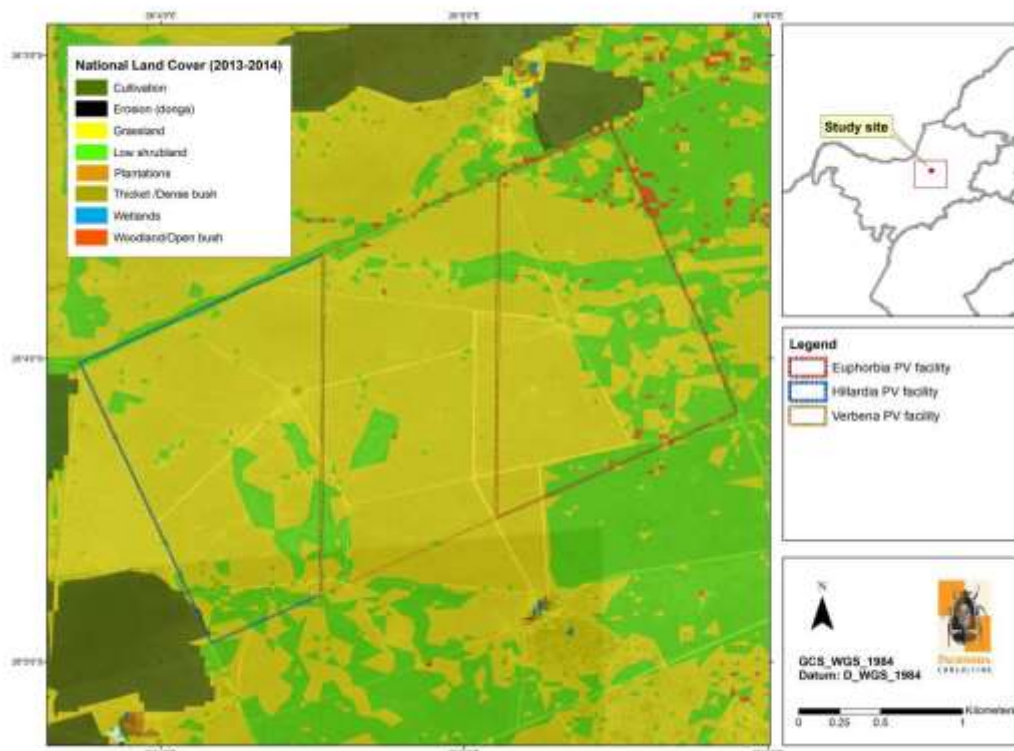 National Land Cover (2013-2014)
Cultivation
Erosion (donga)
Grassland
Low shrubland
Plantations
Thicket /Dense bush
Wetlands
Woodland/Open bush
Study site
Legend
Euphorbia PV facility
Hillardia PV facility
Verbena PV facility
N
GCS_WGS_1984
Datum: D_WGS_1984
CONSULTING
Kilometers
0 0.25 0.5 1